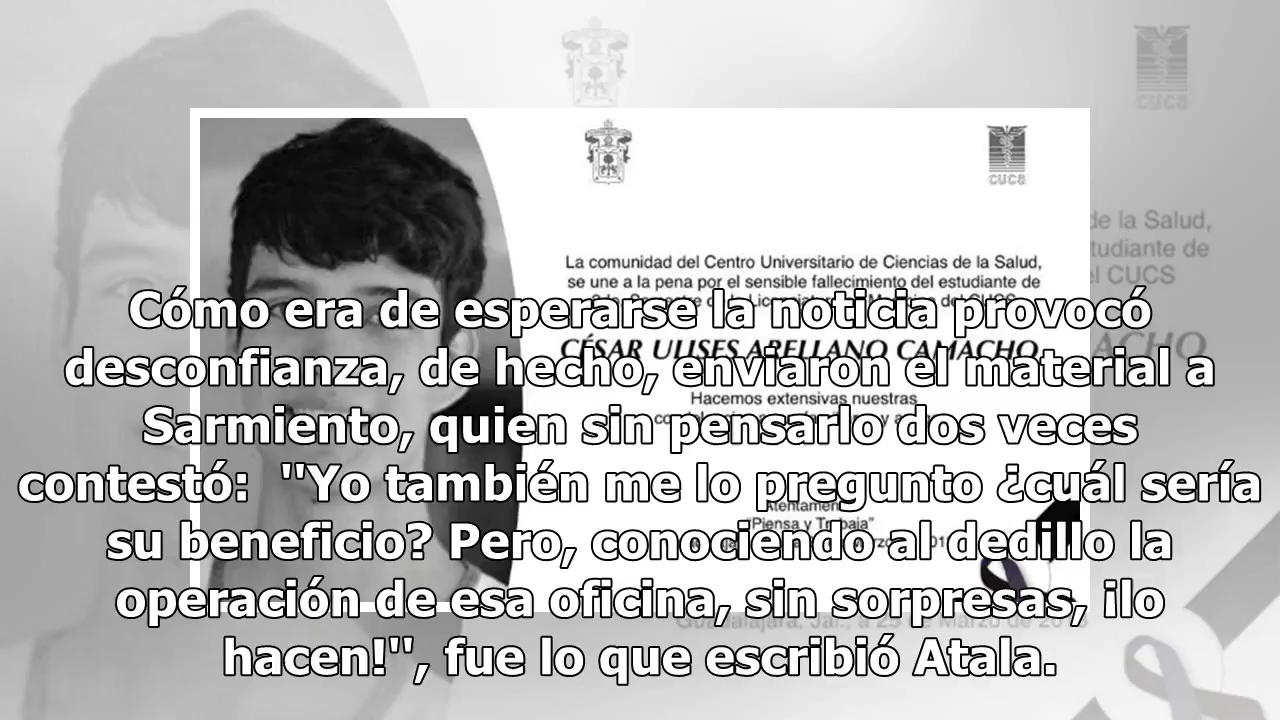 CUCS
La comunidad del Centro Universitario de Ciencias de la Salud,
se une a la pena por el sensible fallecimiento del estudiante de
de la Salud,
CÉSAR ULISES ARELLANO CAMACHO
Hacemos extensivas nuestras
"Piensa y Trabaja"
Cómo era de esperarse la noticia provocó
desconfianza, de hecho, enviaron el material a
Sarmiento, quien sin pensarlo dos veces
contestó:  "Yo también me lo pregunto ¿cuál sería
su beneficio? Pero, conociendo al dedillo la
operación de esa oficina, sin sorpresas, ¡lo
hacen!", fue lo que escribió Atala.